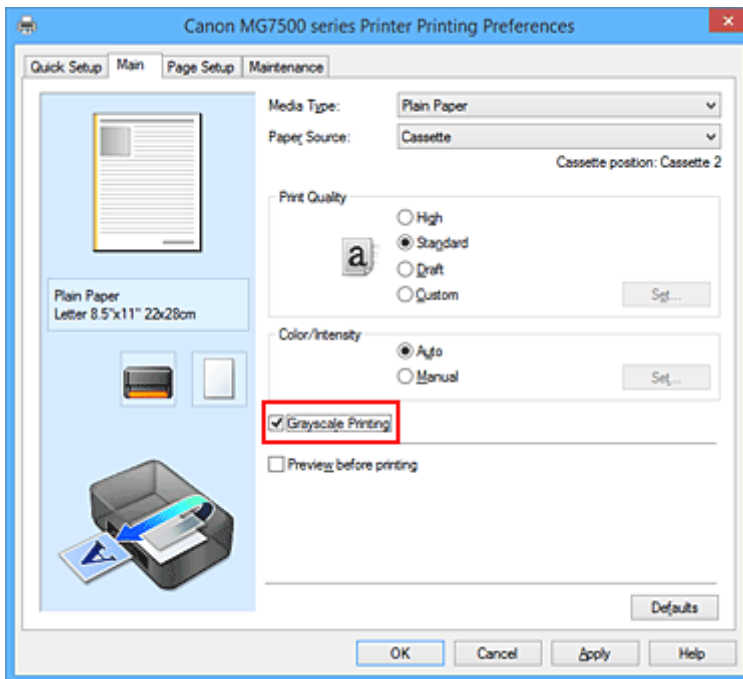 Canon MG7500 series Printer Printing Preferences
Quick Setup Main Page Setup Maintenance
Media Type: Plain Paper
Paper Source: Cassette
Cassette position: Cassette 2
Print Quality
High
Standard
Draft
Custom Set...
Plain Paper
Letter 8.5"x11" 22x28cm
Color/Intensity
Auto
Manual Set...
Grayscale Printing
Preview before printing
Defaults
OK Cancel Apply Help